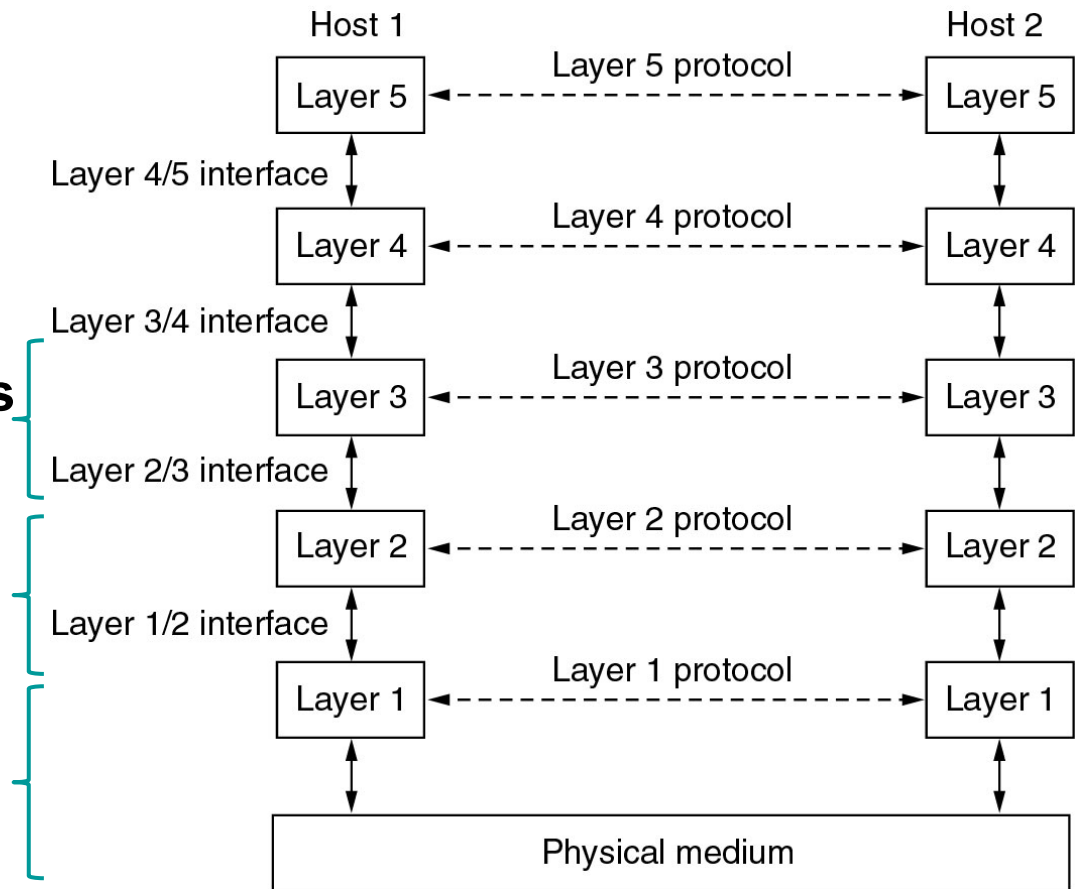 Host 1
Host 2
Layer 5 protocol
Layer 5
Layer 5
Layer 4/5 interface
Layer 4 protocol
Layer 4
Layer 4
Layer 3/4 interface
Layer 3 protocol
s
Layer 3
Layer 3
Layer 2/3 interface
Layer 2 protocol
Layer 2
Layer 2
Layer 1/2 interface
Layer 1 protocol
Layer 1
Layer 1
Physical medium